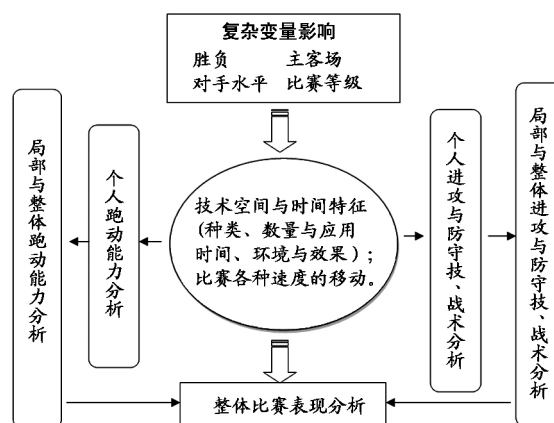 复杂变量影响
胜负 主客场
对手水平 比赛等级
局部与整体跑动能力分析
个人跑动能力分析
技术空间与时间特征
(种类、数量与应用
时间、环境与效果);
比赛各种速度的移动。
个人进攻与防守技、战术分析
局部与整体进攻与防守技、战术分析
整体比赛表现分析